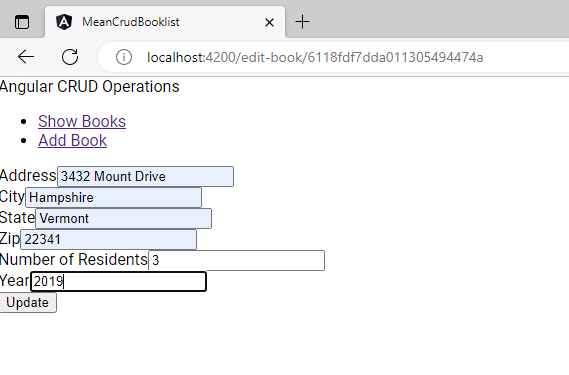 MeanCrudBooklist
localhost:4200/edit-book/6118fdf7dda011305494474a
Angular CRUD Operations
Show Books
Add Book
Address 3432 Mount Drive
City Hampshire
State Vermont
Zip 22341
Number of Residents 3
Year 2019
Update